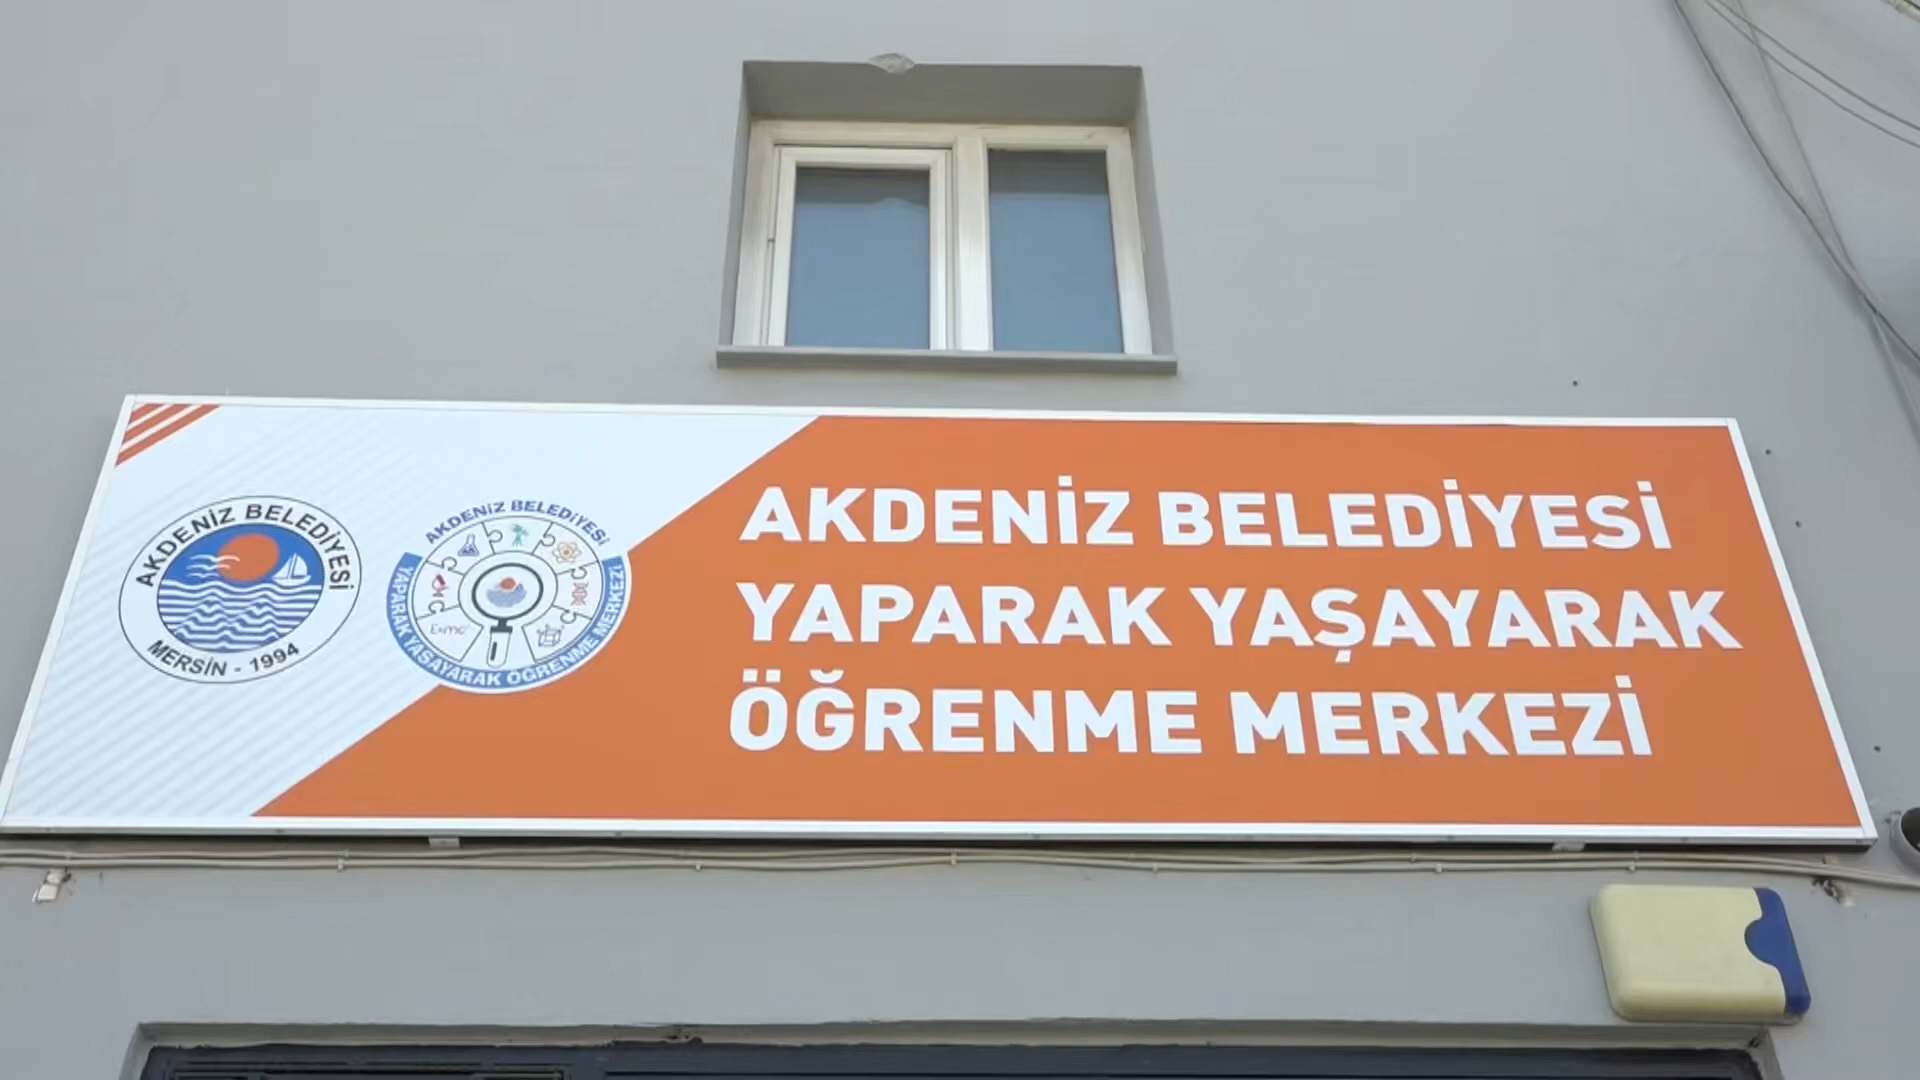 AKDENİZ BELEDİYESİ
MERSİN - 1994
AKDENİZ BELEDİYESİ
YAPARAK YAŞAYARAK ÖĞRENME MERKEZİ
E=mc²
AKDENİZ BELEDİYESİ
YAPARAK YAŞAYARAK
ÖĞRENME MERKEZİ